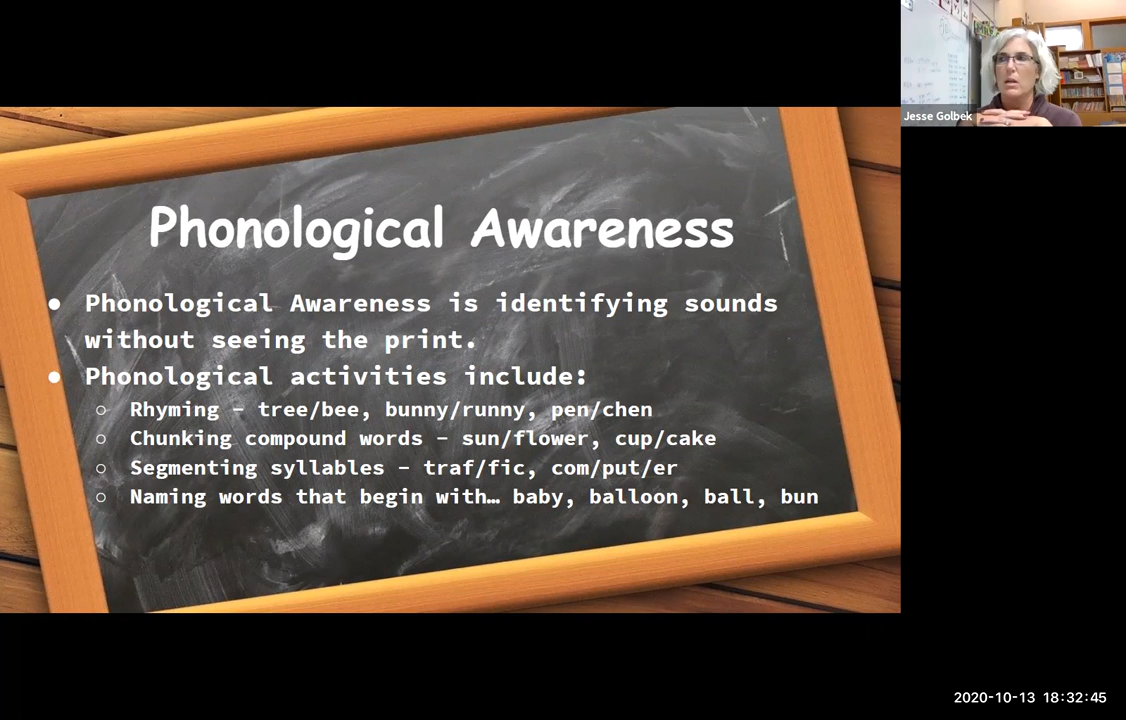 Jesse Golbek
Phonological Awareness
● Phonological Awareness is identifying sounds
without seeing the print.
● Phonological activities include:
○ Rhyming - tree/bee, bunny/runny, pen/chen
○ Chunking compound words - sun/flower, cup/cake
○ Segmenting syllables - traf/fic, com/put/er
○ Naming words that begin with… baby, balloon, ball, bun
2020-10-13 18:32:45